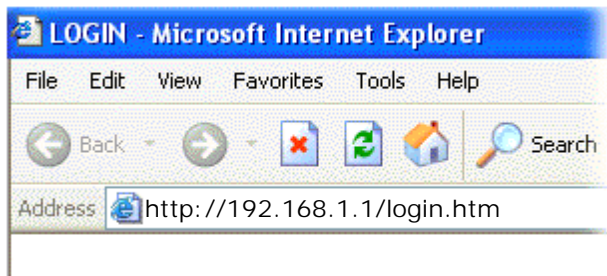 LOGIN - Microsoft Internet Explorer
File Edit View Favorites Tools Help
Back Search
Address http://192.168.1.1/login.htm